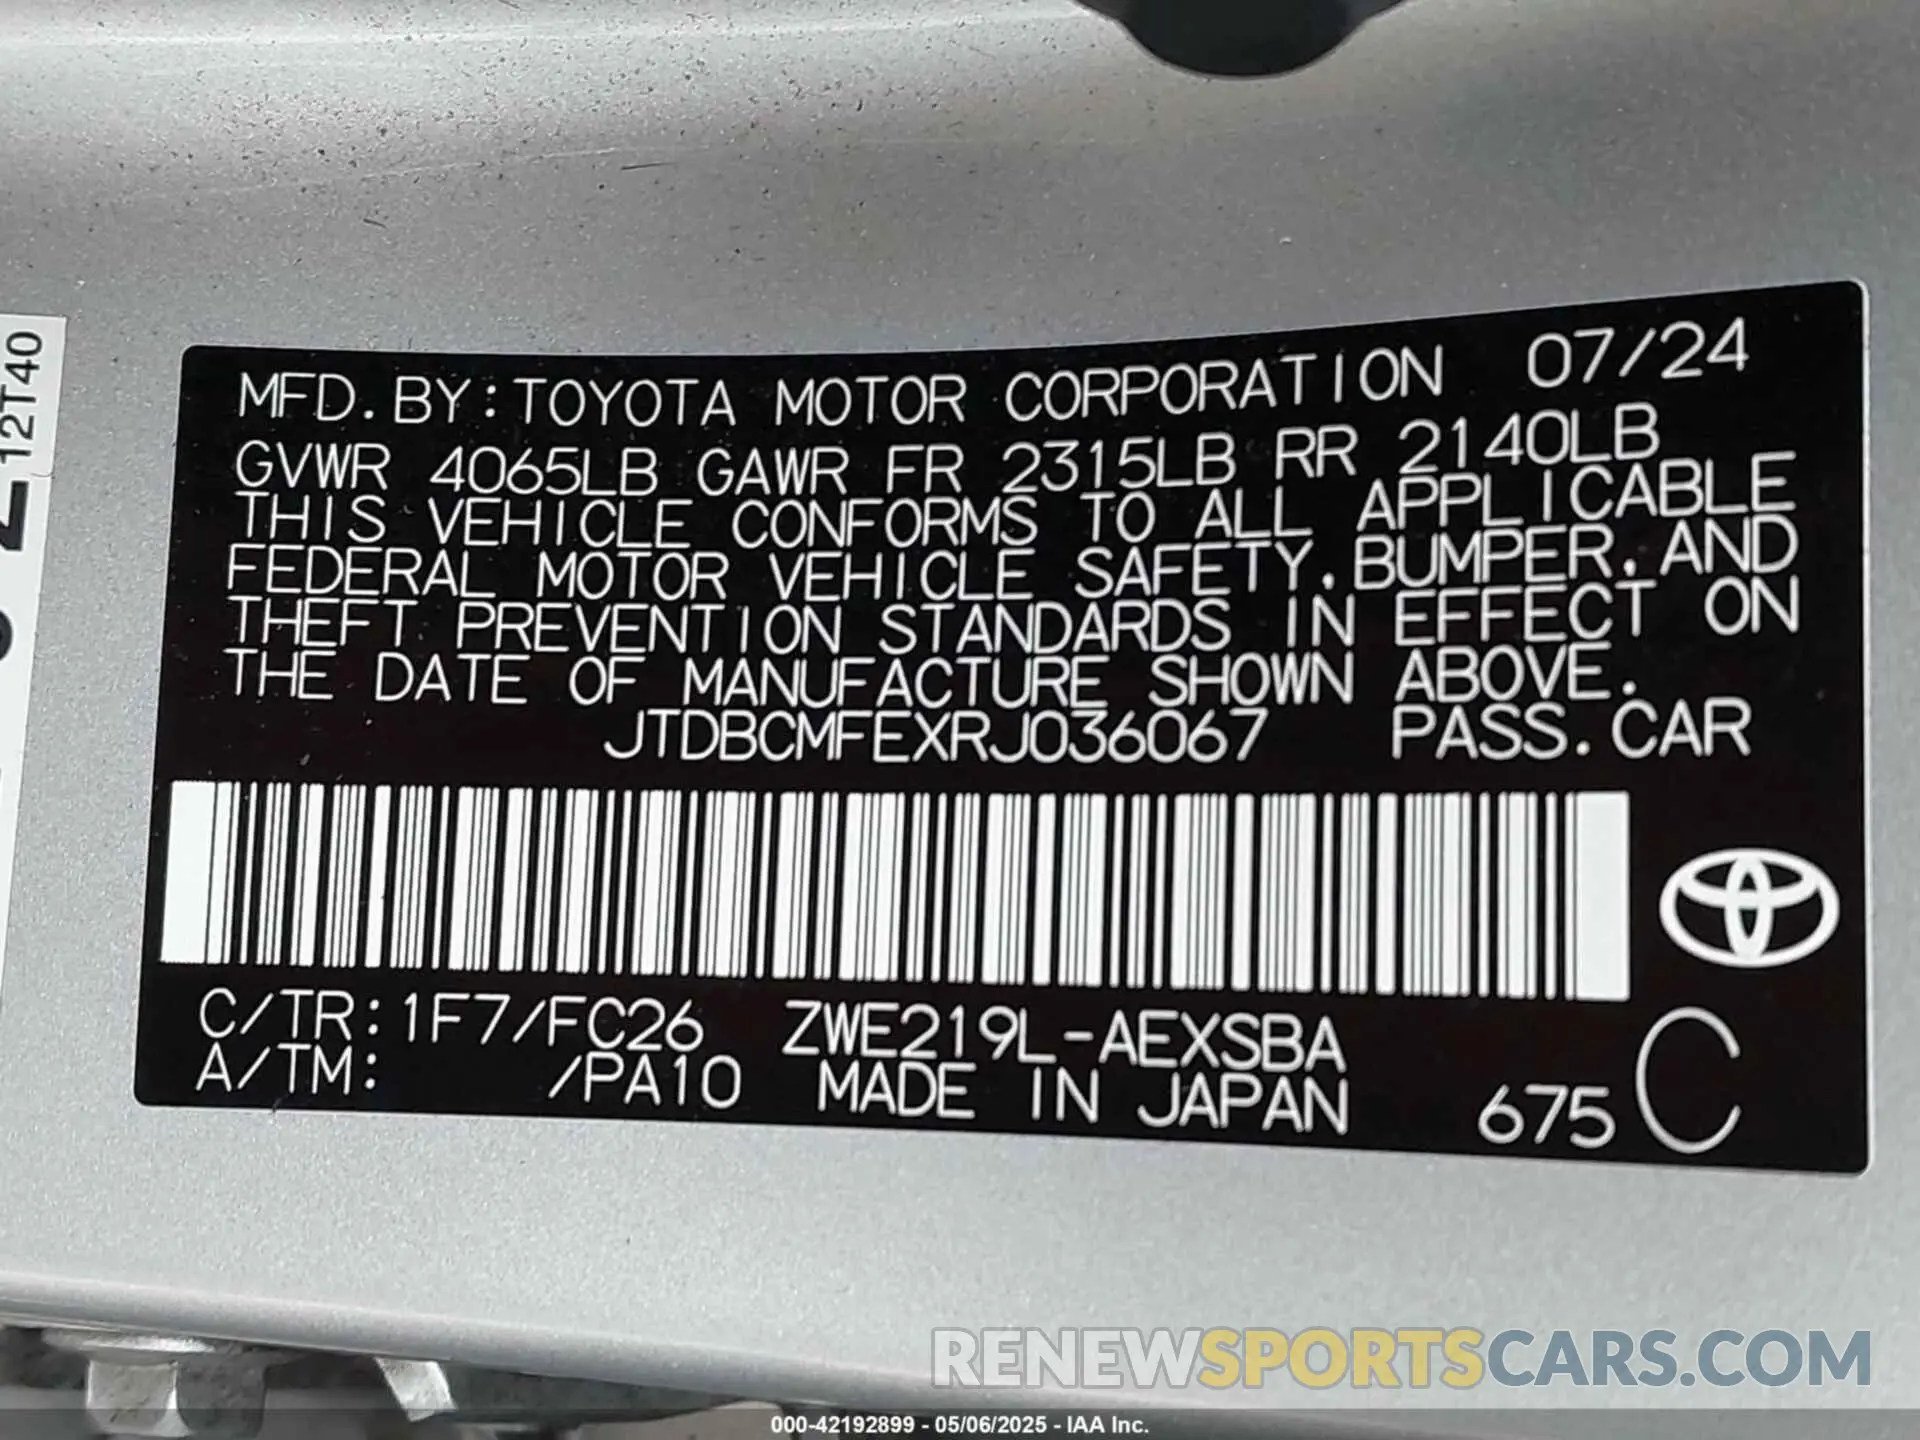 12T40
MFD. BY: TOYOTA MOTOR CORPORATION 07/24
GVWR 4065LB GAWR FR 2315LB RR 2140LB
THIS VEHICLE CONFORMS TO ALL APPLICABLE
FEDERAL MOTOR VEHICLE SAFETY, BUMPER, AND
THEFT PREVENTION STANDARDS IN EFFECT ON
THE DATE OF MANUFACTURE SHOWN ABOVE.
JTDBCMFEXRJ036067 PASS. CAR
C/TR: 1F7/FC26 ZWE219L-AEXSBA
A/TM: /PA10 MADE IN JAPAN 675 C
RENEWSPORTSCARS.COM
000-42192899 - 05/06/2025 - IAA Inc.